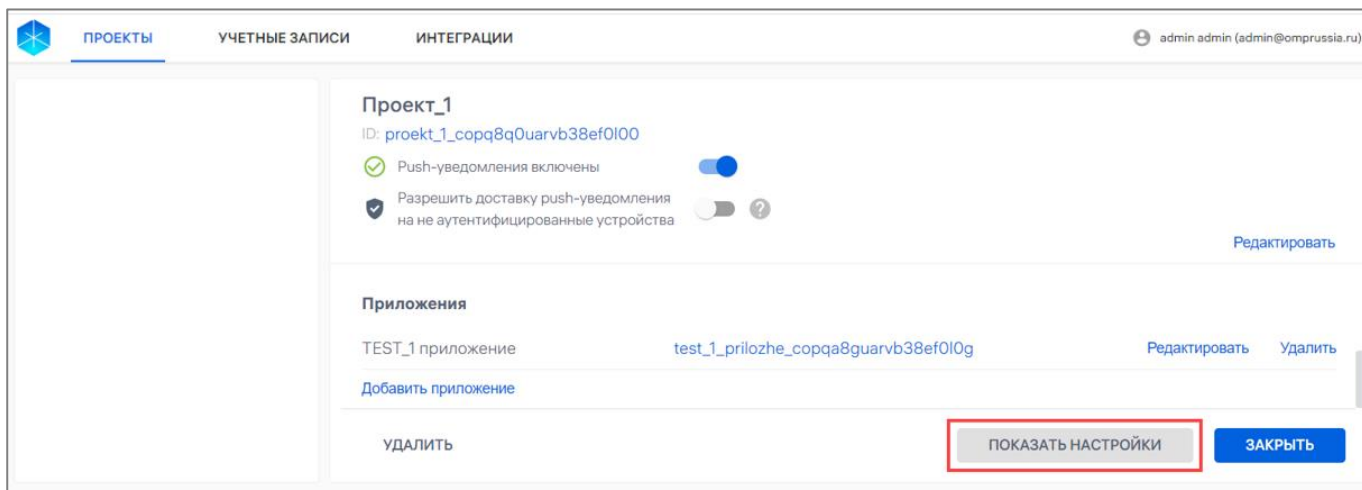 ПРОЕКТЫ УЧЕТНЫЕ ЗАПИСИ ИНТЕГРАЦИИ admin admin (admin@omprussia.ru)
Проект_1
ID: proekt_1_copq8q0uarvb38ef0l00
Push-уведомления включены
Разрешить доставку push-уведомления
на не аутентифицированные устройства ?
Редактировать
Приложения
TEST_1 приложение test_1_prilozhe_copqa8guarvb38ef0l0g Редактировать Удалить
Добавить приложение
УДАЛИТЬ ПОКАЗАТЬ НАСТРОЙКИ ЗАКРЫТЬ